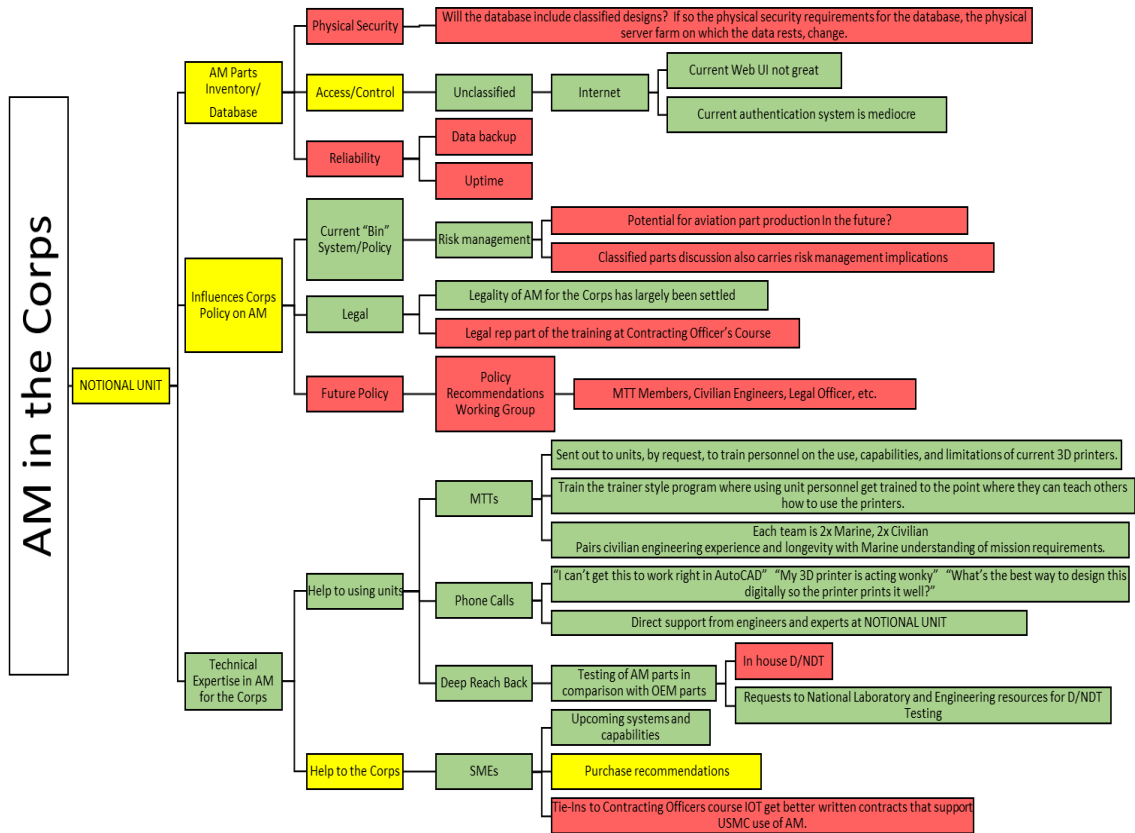 AM in the Corps
NOTIONAL UNIT
AM Parts
Inventory/
Database
Physical Security
Will the database include classified designs? If so the physical security requirements for the database, the physical
server farm on which the data rests, change.
Access/Control
Unclassified
Internet
Current Web UI not great
Current authentication system is mediocre
Reliability
Data backup
Uptime
Influences Corps
Policy on AM
Current “Bin”
System/Policy
Risk management
Potential for aviation part production In the future?
Classified parts discussion also carries risk management implications
Legal
Legality of AM for the Corps has largely been settled
Legal rep part of the training at Contracting Officer’s Course
Future Policy
Policy
Recommendations
Working Group
MTT Members, Civilian Engineers, Legal Officer, etc.
Technical
Expertise in AM
for the Corps
Help to using units
MTTs
Sent out to units, by request, to train personnel on the use, capabilities, and limitations of current 3D printers.
Train the trainer style program where using unit personnel get trained to the point where they can teach others
how to use the printers.
Each team is 2x Marine, 2x Civilian
Pairs civilian engineering experience and longevity with Marine understanding of mission requirements.
Phone Calls
“I can’t get this to work right in AutoCAD” “My 3D printer is acting wonky” “What’s the best way to design this
digitally so the printer prints it well?”
Direct support from engineers and experts at NOTIONAL UNIT
Deep Reach Back
Testing of AM parts in
comparison with OEM parts
In house D/NDT
Requests to National Laboratory and Engineering resources for D/NDT
Testing
Help to the Corps
SMEs
Upcoming systems and
capabilities
Purchase recommendations
Tie-Ins to Contracting Officers course IOT get better written contracts that support
USMC use of AM.